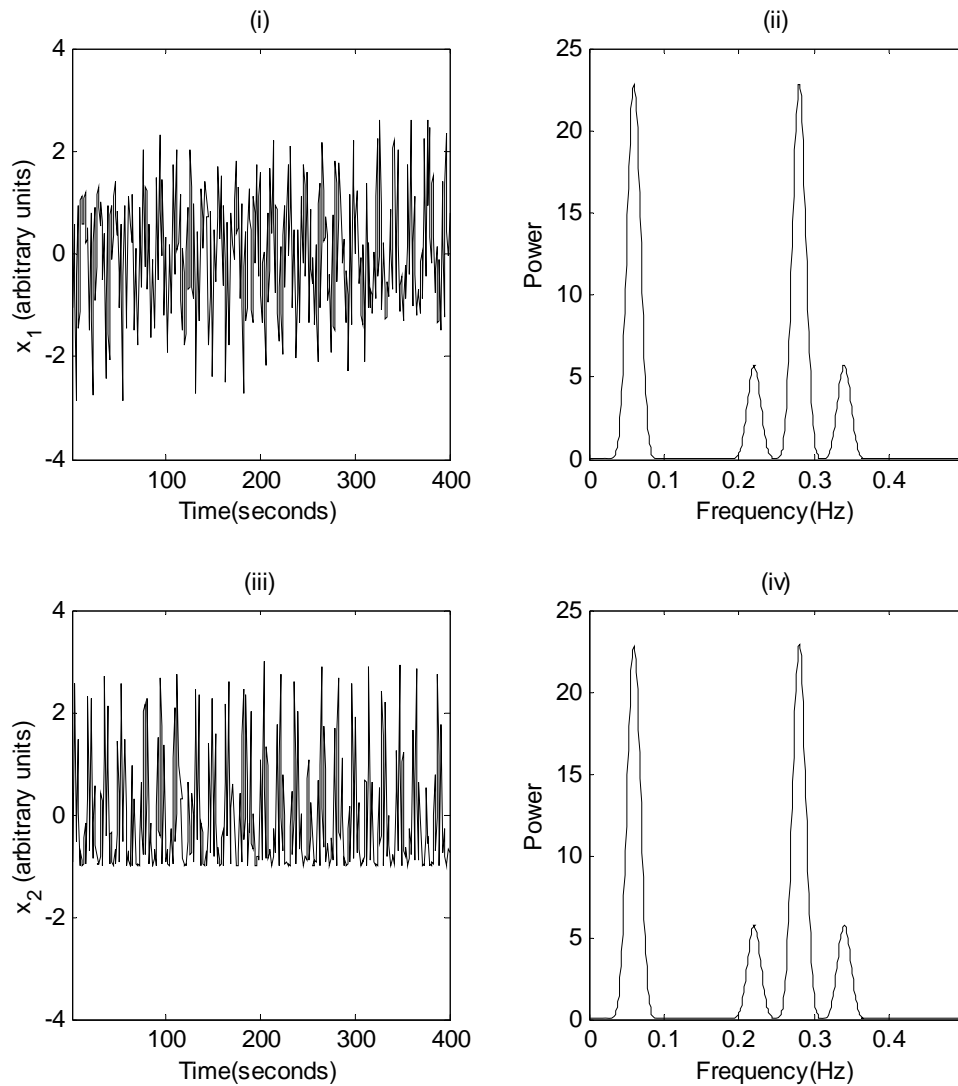 (i)
4
2
0
-2
-4
x_1 (arbitrary units)
100 200 300 400
Time(seconds)
(ii)
25
20
15
10
5
0
Power
0 0.1 0.2 0.3 0.4
Frequency(Hz)
(iii)
4
2
0
-2
-4
x_2 (arbitrary units)
100 200 300 400
Time(seconds)
(iv)
25
20
15
10
5
0
Power
0 0.1 0.2 0.3 0.4
Frequency(Hz)